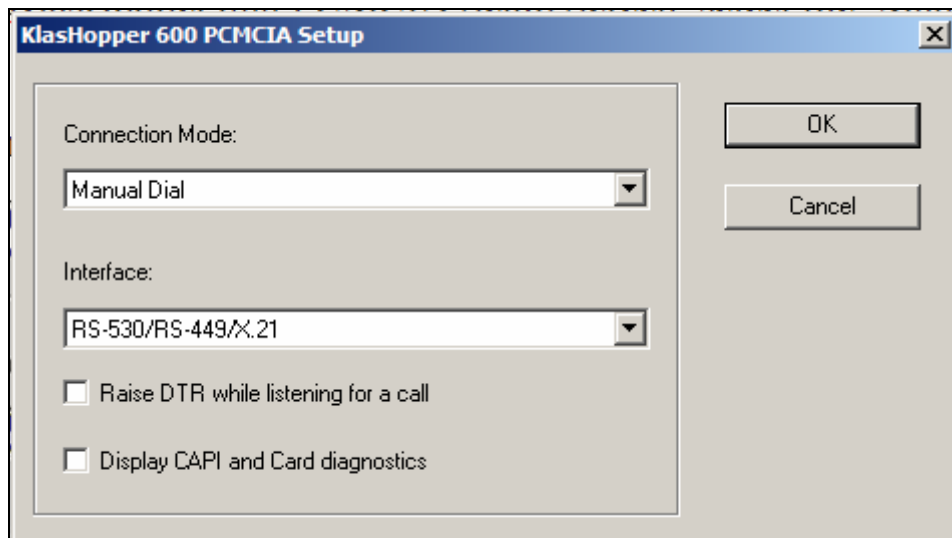 KlasHopper 600 PCMCIA Setup
Connection Mode:
Manual Dial
Interface:
RS-530/RS-449/X.21
Raise DTR while listening for a call
Display CAPI and Card diagnostics
OK
Cancel